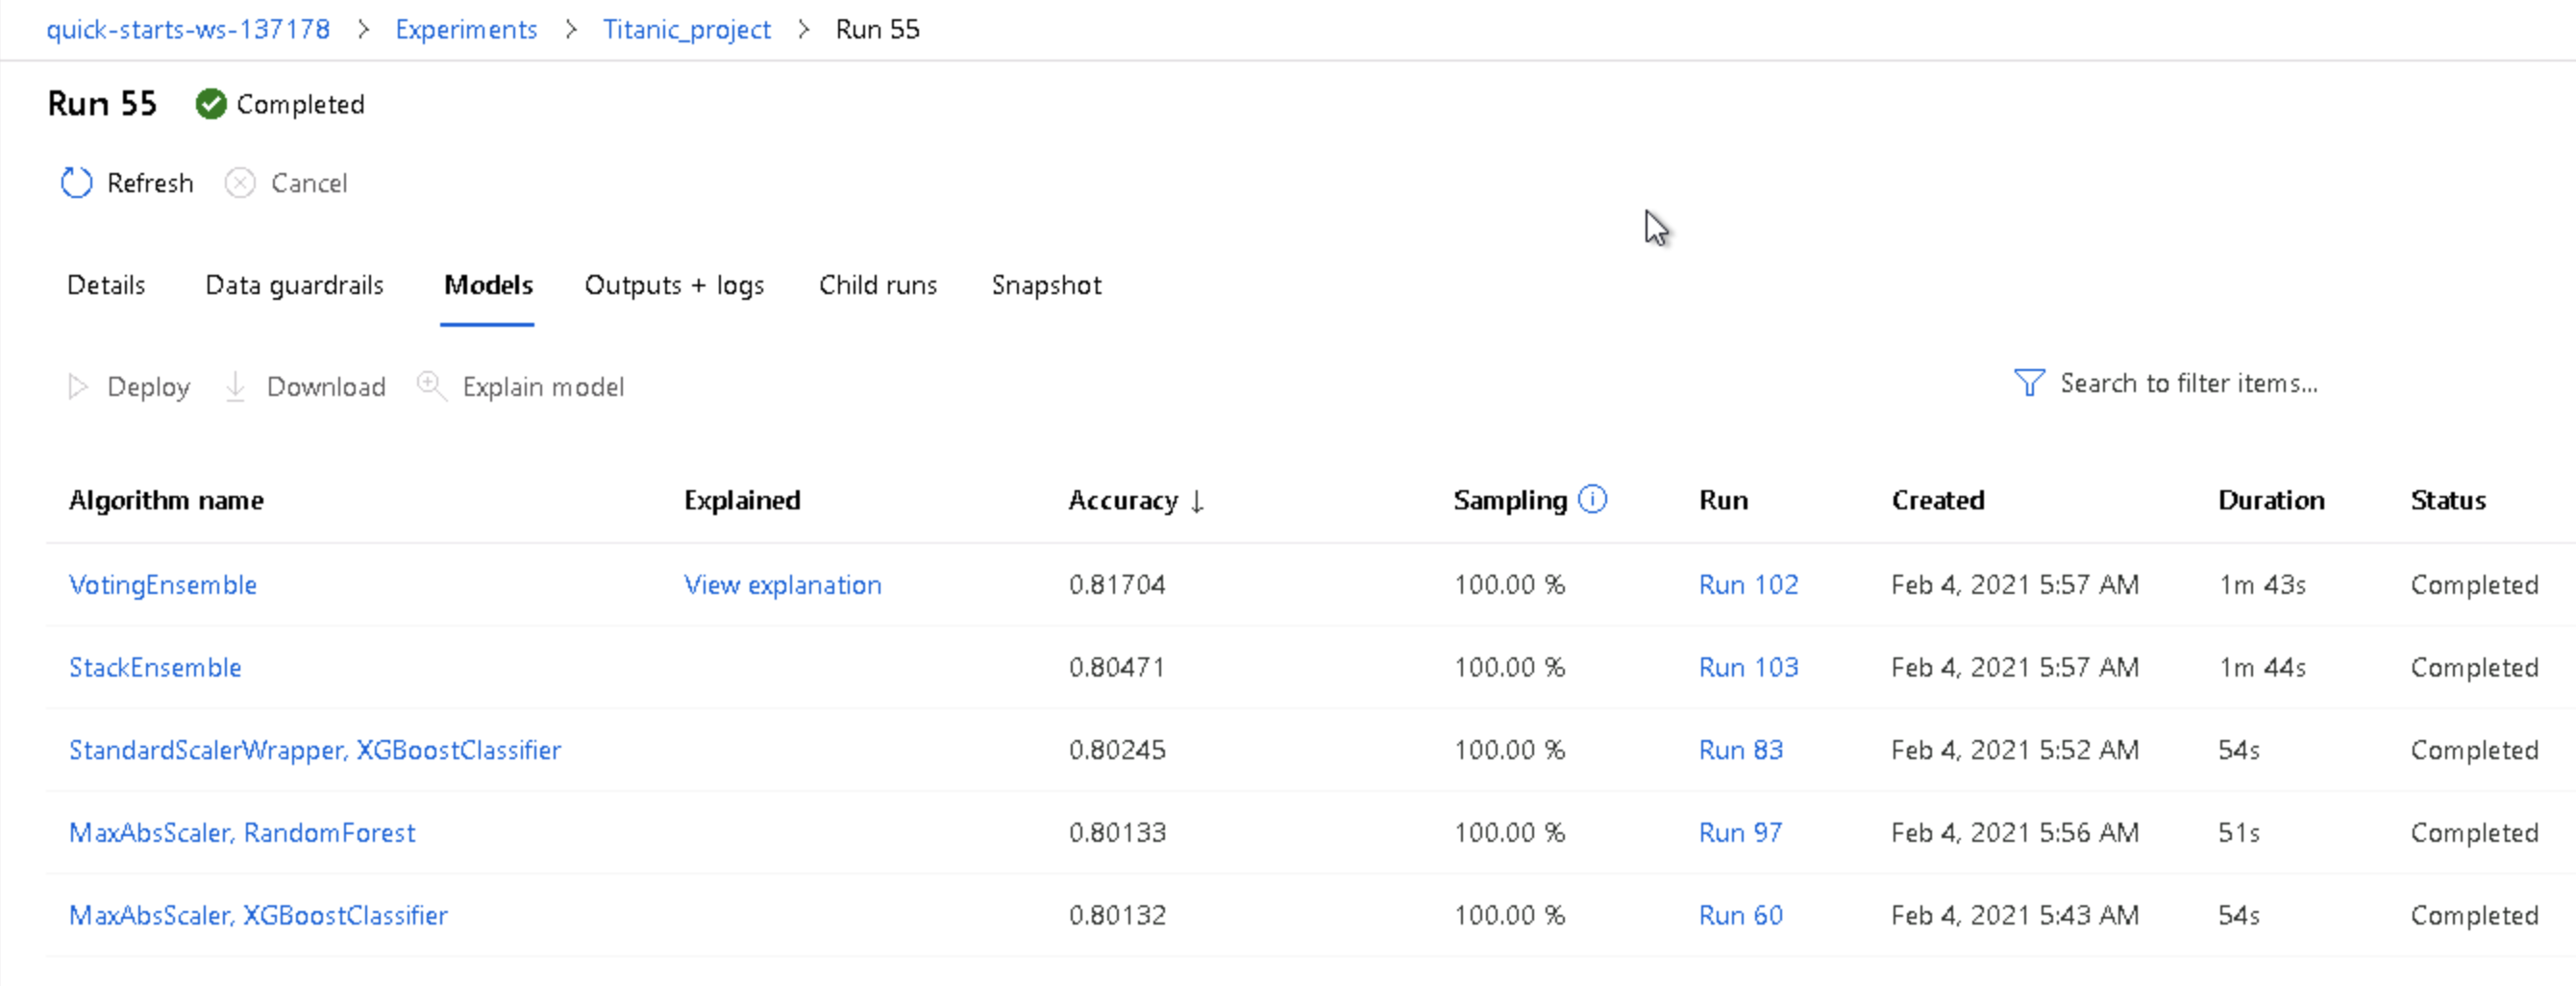 quick-starts-ws-137178 > Experiments > Titanic_project > Run 55
Run 55 Completed
Refresh Cancel
Details Data guardrails Models Outputs + logs Child runs Snapshot
Deploy Download Explain model Search to filter items...
Algorithm name Explained Accuracy ↓ Sampling Run Created Duration Status
VotingEnsemble View explanation 0.81704 100.00 % Run 102 Feb 4, 2021 5:57 AM 1m 43s Completed
StackEnsemble 0.80471 100.00 % Run 103 Feb 4, 2021 5:57 AM 1m 44s Completed
StandardScalerWrapper, XGBoostClassifier 0.80245 100.00 % Run 83 Feb 4, 2021 5:52 AM 54s Completed
MaxAbsScaler, RandomForest 0.80133 100.00 % Run 97 Feb 4, 2021 5:56 AM 51s Completed
MaxAbsScaler, XGBoostClassifier 0.80132 100.00 % Run 60 Feb 4, 2021 5:43 AM 54s Completed